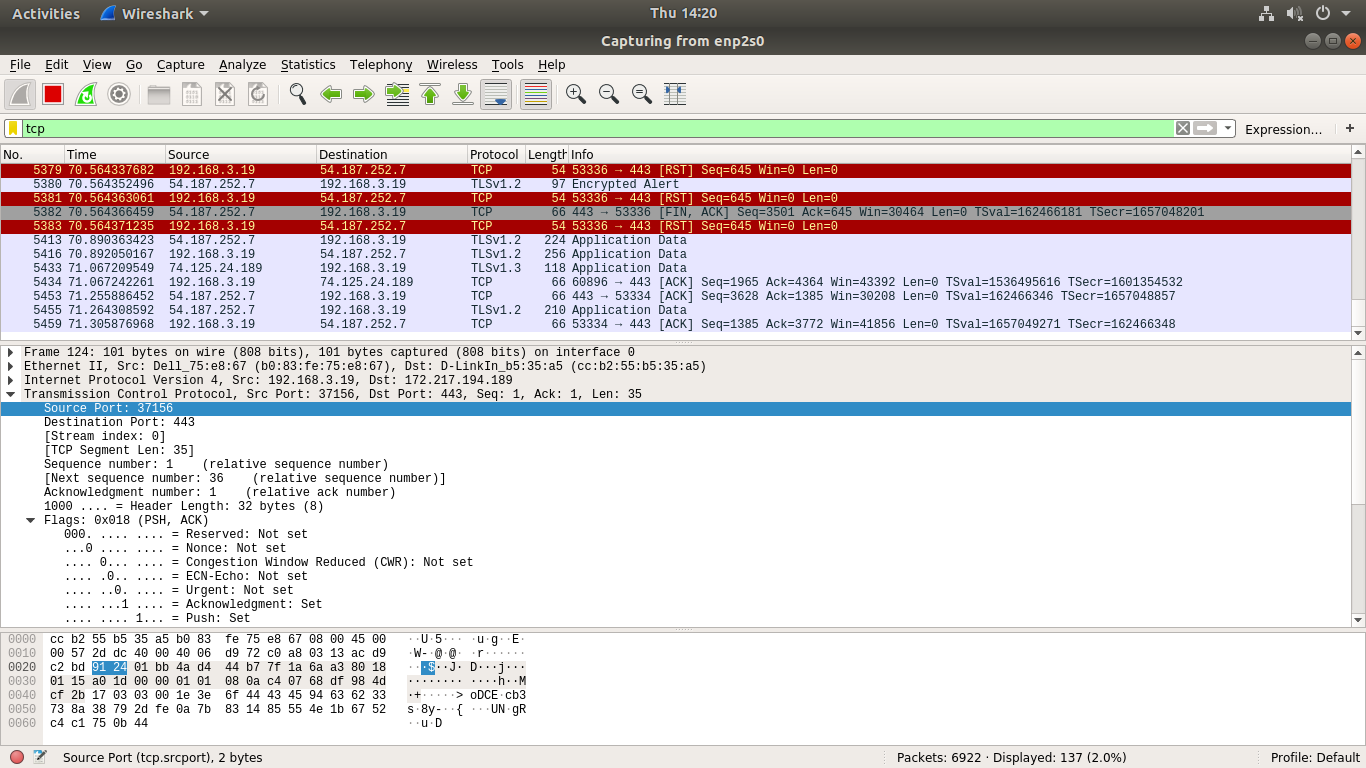 Activities Wireshark Thu 14:20
Capturing from enp2s0
File Edit View Go Capture Analyze Statistics Telephony Wireless Tools Help
tcp Expression… +
No. Time Source Destination Protocol Length Info
5379 70.564337682 192.168.3.19 54.187.252.7 TCP 54 53336 → 443 [RST] Seq=645 Win=0 Len=0
5380 70.564352496 54.187.252.7 192.168.3.19 TLSv1.2 97 Encrypted Alert
5381 70.564363061 192.168.3.19 54.187.252.7 TCP 54 53336 → 443 [RST] Seq=645 Win=0 Len=0
5382 70.564366459 54.187.252.7 192.168.3.19 TCP 66 443 → 53336 [FIN, ACK] Seq=3501 Ack=645 Win=30464 Len=0 TSval=162466181 TSecr=1657048201
5383 70.564371235 192.168.3.19 54.187.252.7 TCP 54 53336 → 443 [RST] Seq=645 Win=0 Len=0
5413 70.890363423 54.187.252.7 192.168.3.19 TLSv1.2 224 Application Data
5416 70.892050167 54.187.252.7 192.168.3.19 TLSv1.2 256 Application Data
5433 71.067209549 74.125.24.189 192.168.3.19 TLSv1.3 118 Application Data
5434 71.067242261 192.168.3.19 74.125.24.189 TCP 66 60896 → 443 [ACK] Seq=1965 Ack=4364 Win=43392 Len=0 TSval=1536495616 TSecr=1601354532
5453 71.255886452 54.187.252.7 192.168.3.19 TCP 66 443 → 53334 [ACK] Seq=3628 Ack=1385 Win=30208 Len=0 TSval=162466346 TSecr=1657048857
5455 71.264308592 54.187.252.7 192.168.3.19 TLSv1.2 210 Application Data
5459 71.305876968 192.168.3.19 54.187.252.7 TCP 66 53334 → 443 [ACK] Seq=1385 Ack=3772 Win=41856 Len=0 TSval=1657049271 TSecr=162466348
Frame 124: 101 bytes on wire (808 bits), 101 bytes captured (808 bits) on interface 0
Ethernet II, Src: Dell_75:e8:67 (b0:83:fe:75:e8:67), Dst: D-LinkIn_b5:35:a5 (cc:b2:55:b5:35:a5)
Internet Protocol Version 4, Src: 192.168.3.19, Dst: 172.217.194.189
Transmission Control Protocol, Src Port: 37156, Dst Port: 443, Seq: 1, Ack: 1, Len: 35
Source Port: 37156
Destination Port: 443
[Stream index: 0]
[TCP Segment Len: 35]
Sequence number: 1 (relative sequence number)
[Next sequence number: 36 (relative sequence number)]
Acknowledgment number: 1 (relative ack number)
1000 .... = Header Length: 32 bytes (8)
Flags: 0x018 (PSH, ACK)
000. .... .... = Reserved: Not set
...0 .... .... = Nonce: Not set
.... 0... .... = Congestion Window Reduced (CWR): Not set
.... .0.. .... = ECN-Echo: Not set
.... ..0. .... = Urgent: Not set
.... ...1 .... = Acknowledgment: Set
.... .... 1... = Push: Set
0000 cc b2 55 b5 35 a5 b0 83 fe 75 e8 67 08 00 45 00 ··U·5··· ·u·g··E·
0010 00 57 2d dc 40 00 40 06 d9 72 c0 a8 03 13 ac d9 ·W-·@·@· ·r······
0020 c2 bd 91 24 01 bb 4a d4 44 b7 7f 1a 6a a3 80 18 ···$··J· D···j···
0030 01 15 a0 1d 00 00 01 01 08 0a c4 07 68 df 98 4d ········ ····h··M
0040 cf 2b 17 03 03 00 1e 3e 6f 44 43 45 94 63 62 33 ·+·····> oDCE·cb3
0050 73 8a 38 79 2d fe 0a 7b 83 14 85 55 4e 1b 67 52 s·8y-··{ ···UN·gR
0060 c4 c1 75 0b 44 ··u·D
Source Port (tcp.srcport), 2 bytes Packets: 6922 · Displayed: 137 (2.0%) Profile: Default